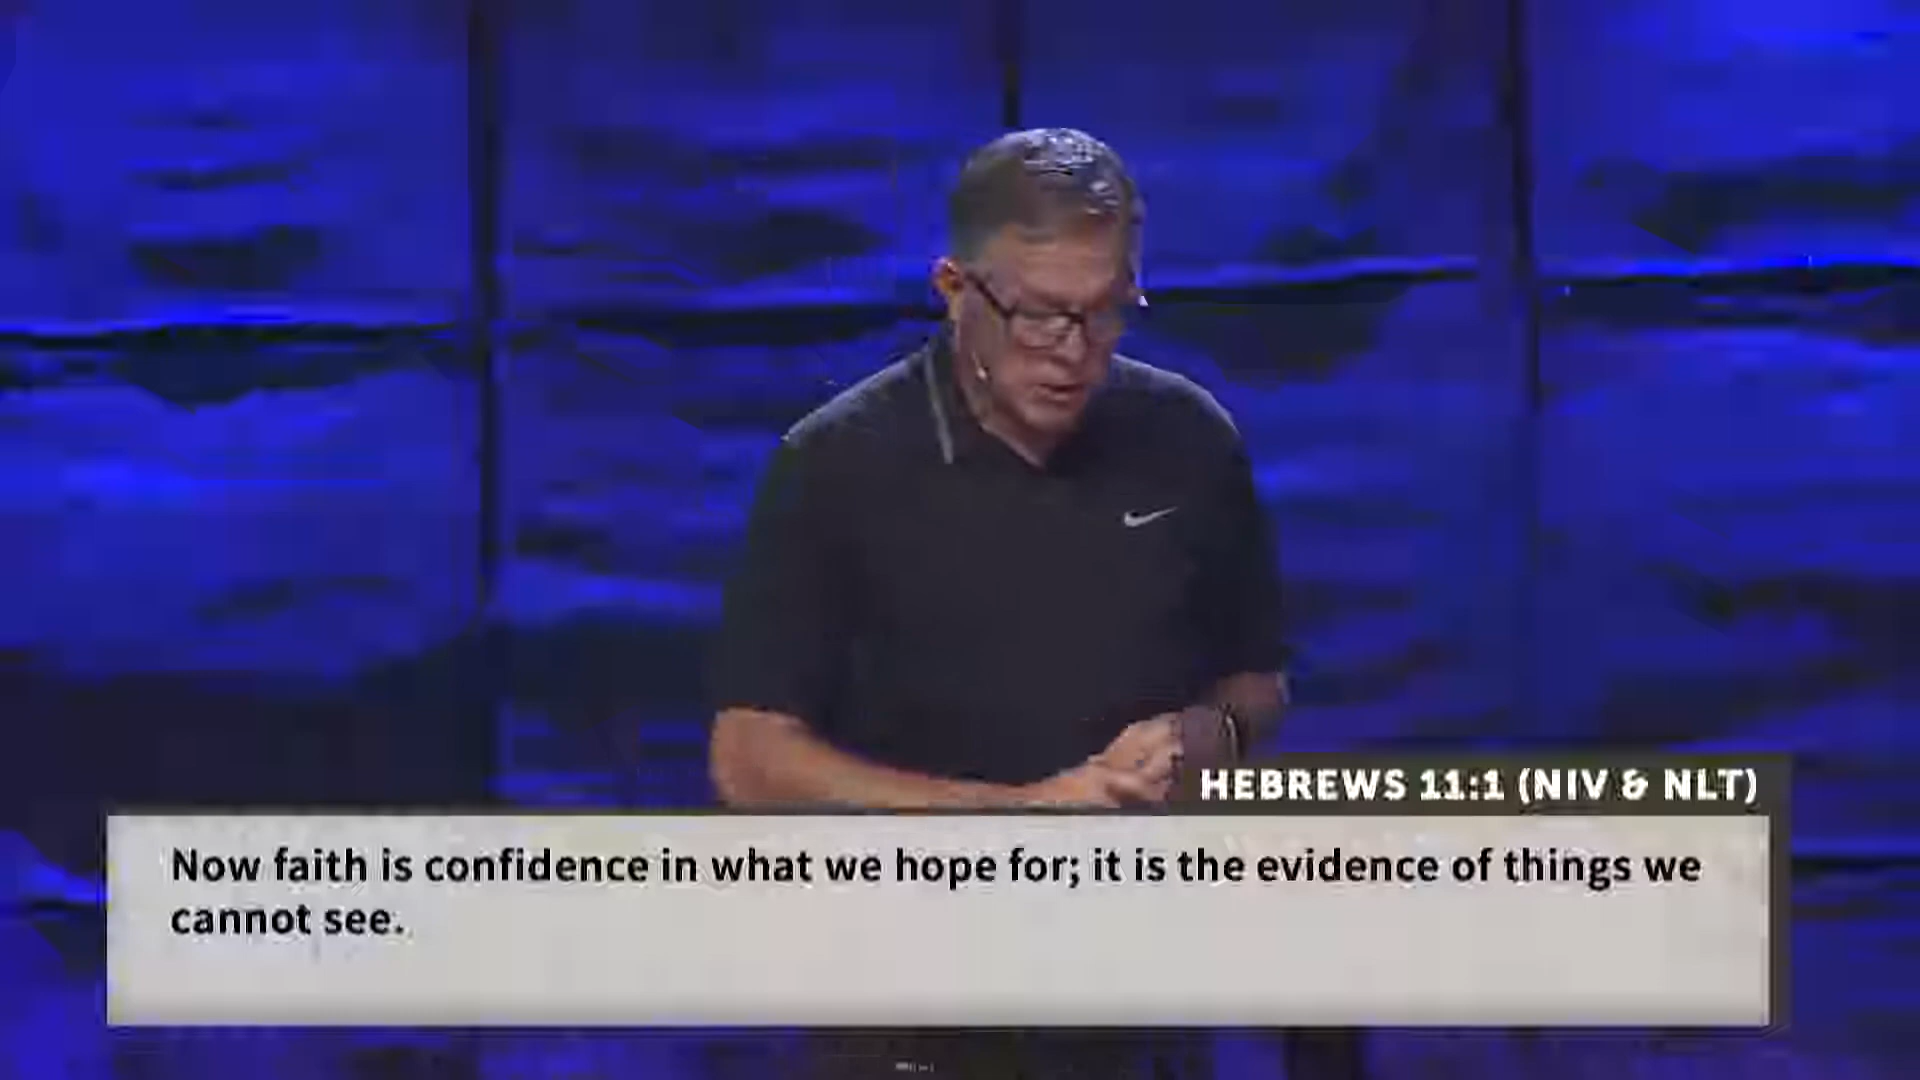 HEBREWS 11:1 (NIV & NLT)
Now faith is confidence in what we hope for; it is the evidence of things we
cannot see.